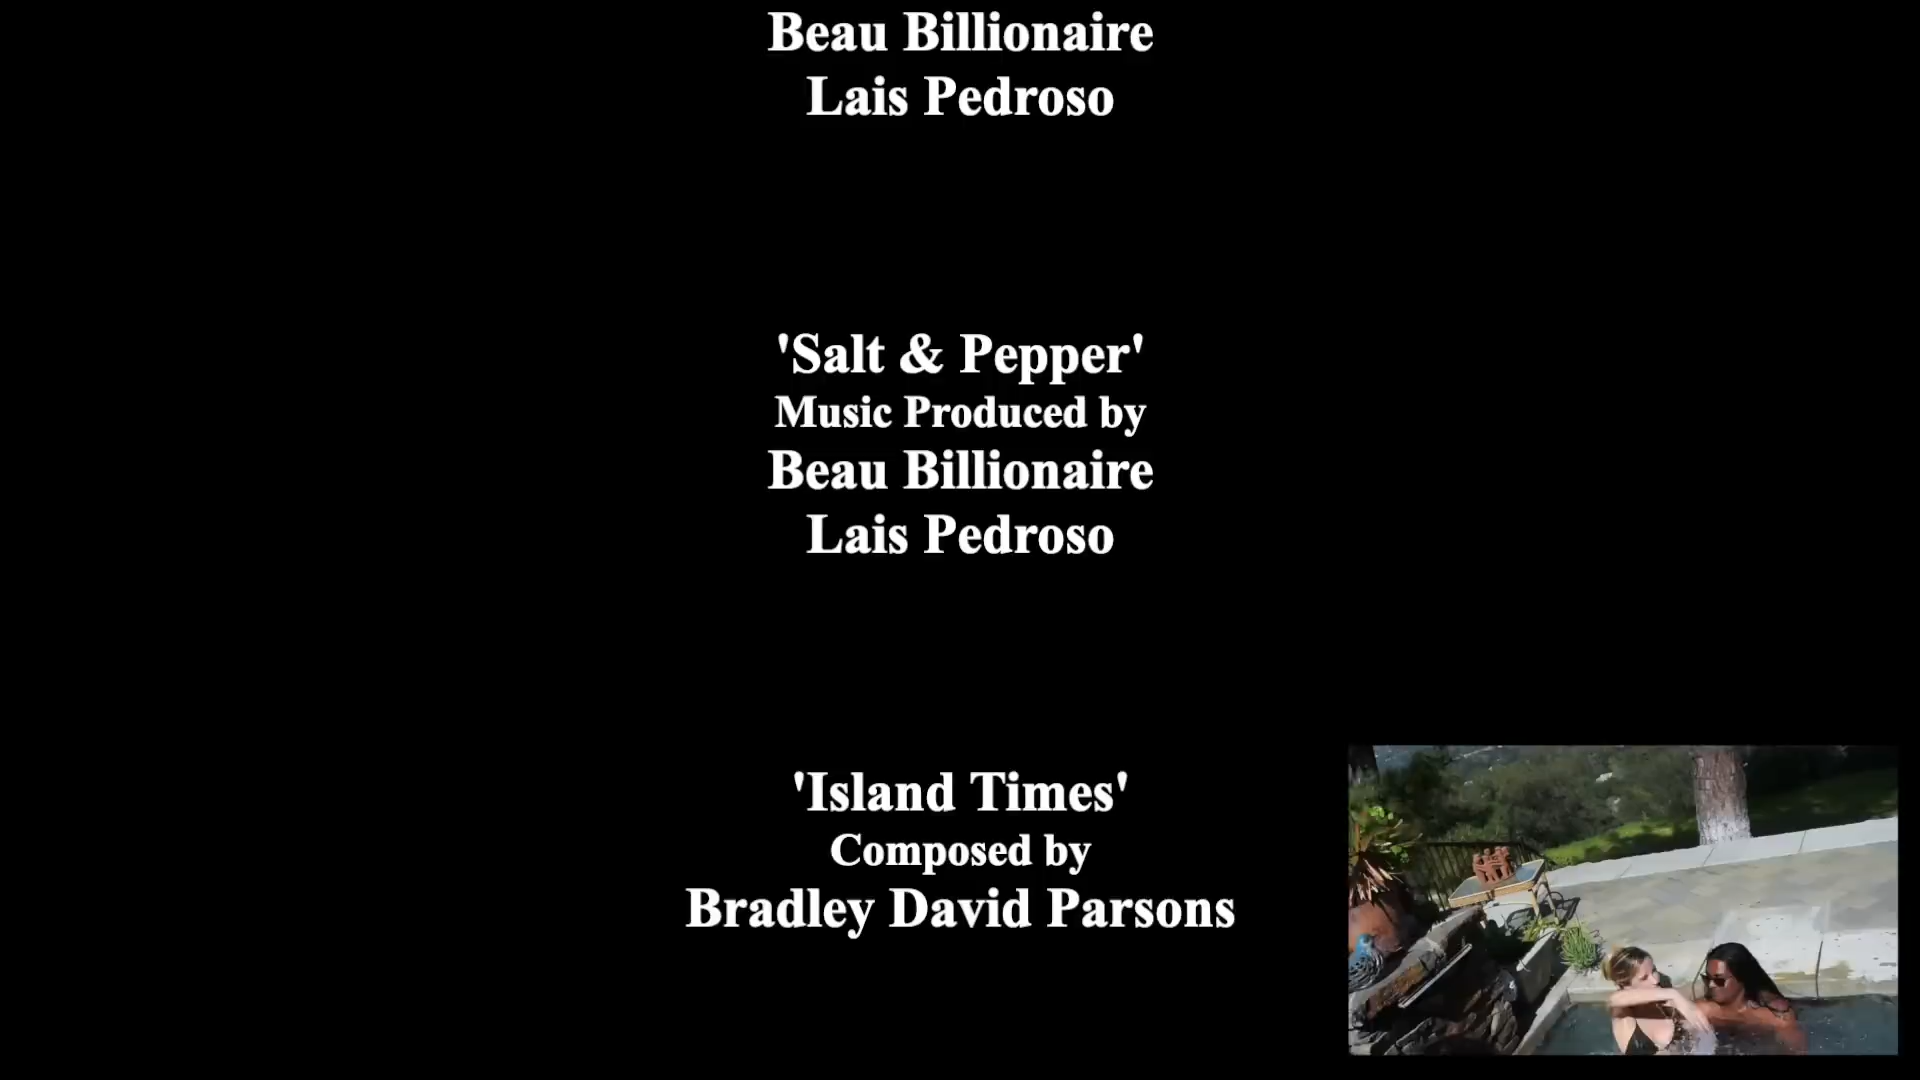 Beau Billionaire
Lais Pedroso
'Salt & Pepper'
Music Produced by
Beau Billionaire
Lais Pedroso
'Island Times'
Composed by
Bradley David Parsons